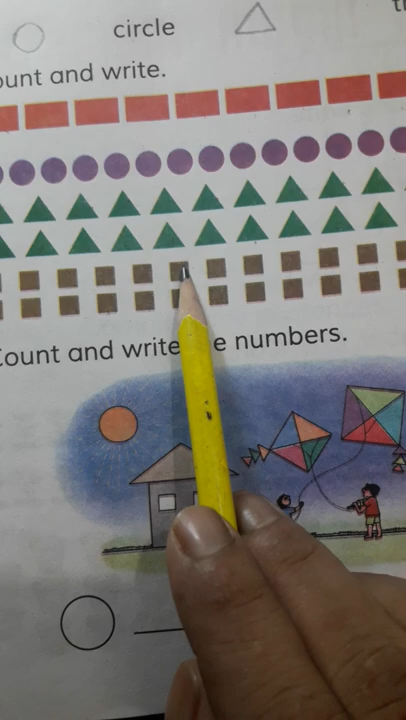 circle
ount and write.
Count and write e numbers.